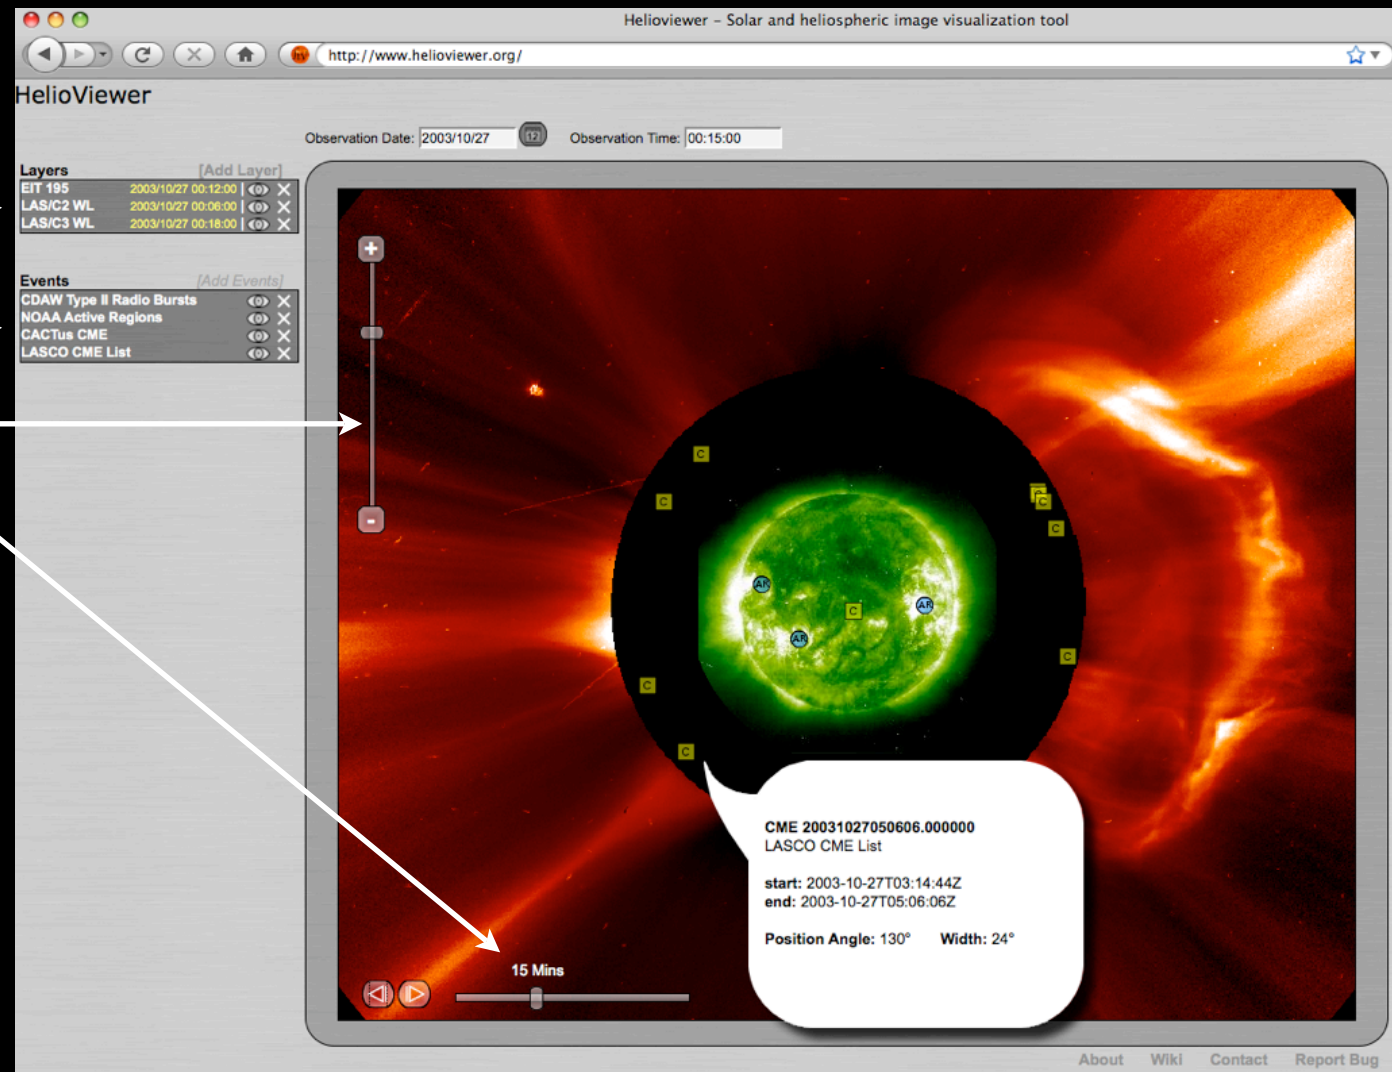 Helioviewer – Solar and heliospheric image visualization tool
http://www.helioviewer.org/
HelioViewer
Observation Date: 2003/10/27 12 Observation Time: 00:15:00
Layers [Add Layer]
EIT 195 2003/10/27 00:12:00 |
LAS/C2 WL 2003/10/27 00:06:00 |
LAS/C3 WL 2003/10/27 00:18:00 |
Events [Add Events]
CDAW Type II Radio Bursts
NOAA Active Regions
CACTus CME
LASCO CME List
+
-
C
C
C
C
C
AR
AR
C
AR
C
C
C
CME 20031027050606.000000
LASCO CME List
start: 2003-10-27T03:14:44Z
end: 2003-10-27T05:06:06Z
Position Angle: 130° Width: 24°
15 Mins
About Wiki Contact Report Bug